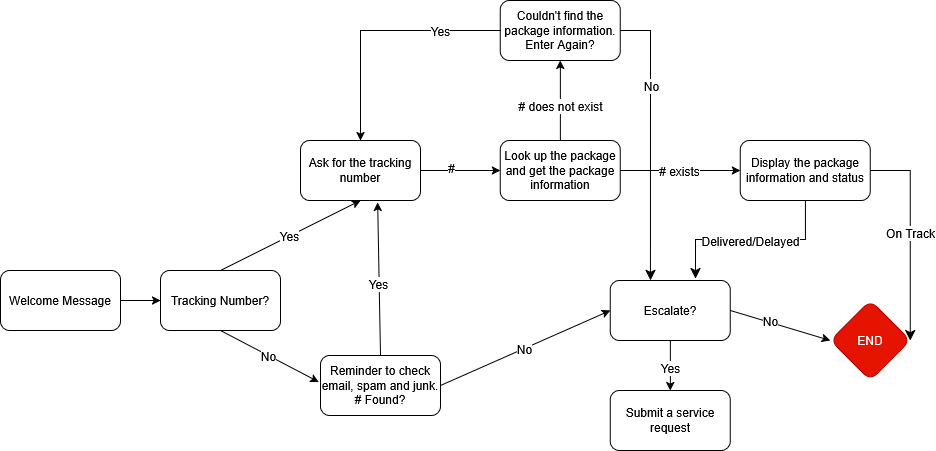 Couldn't find the
package information.
Enter Again?
Yes
No
# does not exist
Ask for the tracking
number
#
Look up the package
and get the package
information
# exists
Display the package
information and status
Yes
Delivered/Delayed
On Track
Welcome Message
Tracking Number?
Yes
Escalate?
No
END
No
No
Reminder to check
email, spam and junk.
# Found?
Yes
Submit a service
request